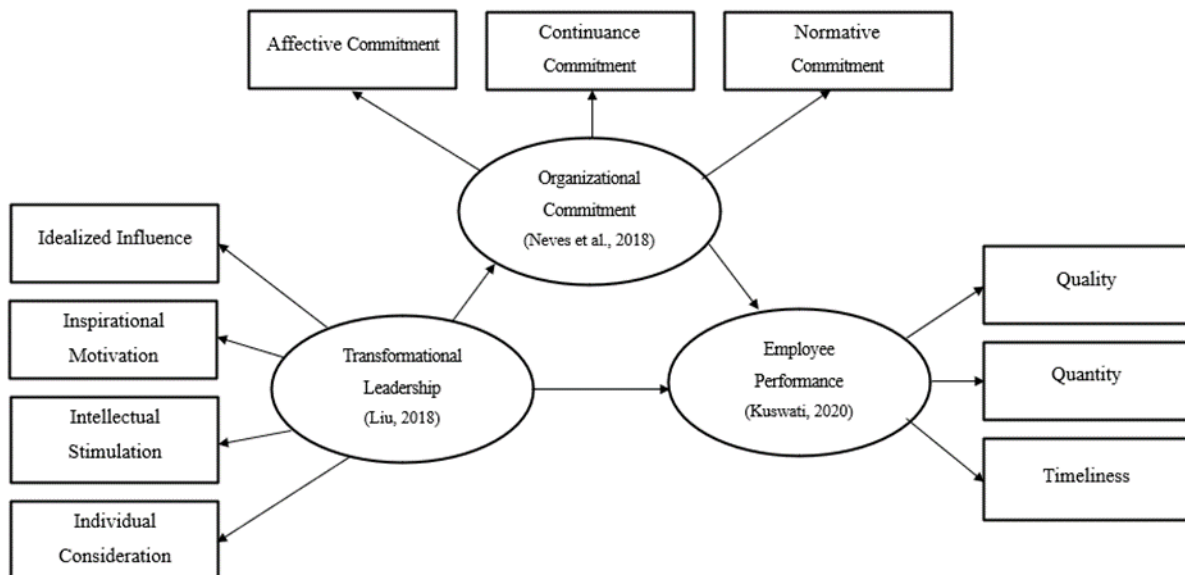 Affective Commitment
Continuance
Commitment
Normative
Commitment
Organizational
Commitment
(Neves et al., 2018)
Idealized Influence
Inspirational
Motivation
Intellectual
Stimulation
Individual
Consideration
Transformational
Leadership
(Liu, 2018)
Employee
Performance
(Kuswati, 2020)
Quality
Quantity
Timeliness